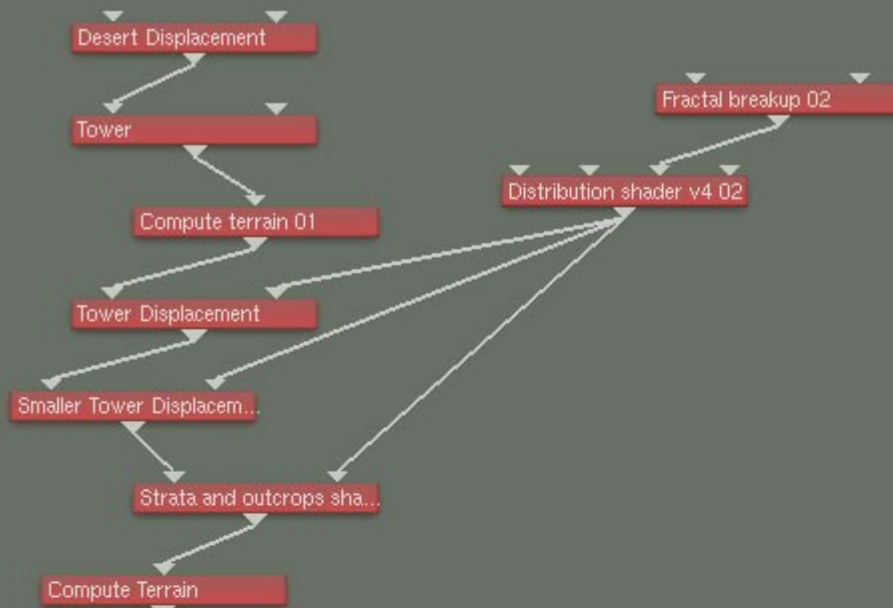 Desert Displacement
Fractal breakup 02
Tower
Distribution shader v4 02
Compute terrain 01
Tower Displacement
Smaller Tower Displacem...
Strata and outcrops sha...
Compute Terrain